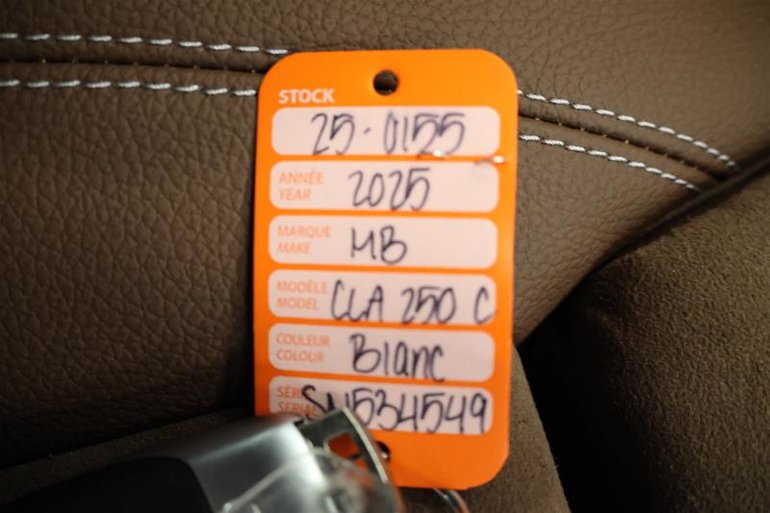 STOCK
25-0155
ANNÉE 2025
YEAR
MARQUE MB
MAKE
MODÈLE CLA 250 C
MODEL
COULEUR Blanc
COLOUR
SN534549